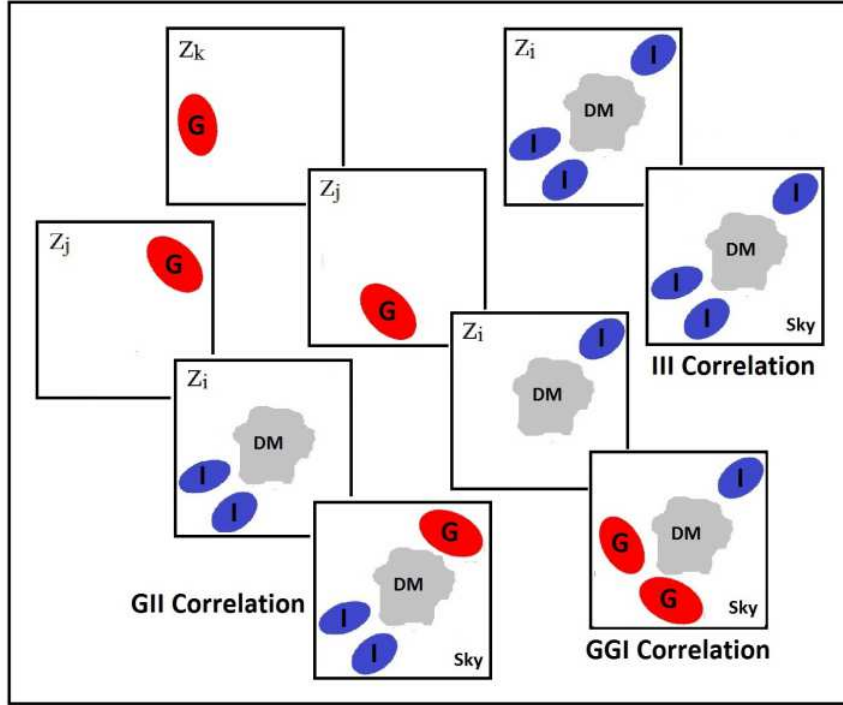 Zk
G
Zj
G
Zi
I
DM
I
G
DM
G
Sky
GGI Correlation
Zi
I
DM
I
I
I
DM
I
I
Sky
III Correlation
Zj
G
Zi
DM
I
I
G
DM
I
I
Sky
GII Correlation